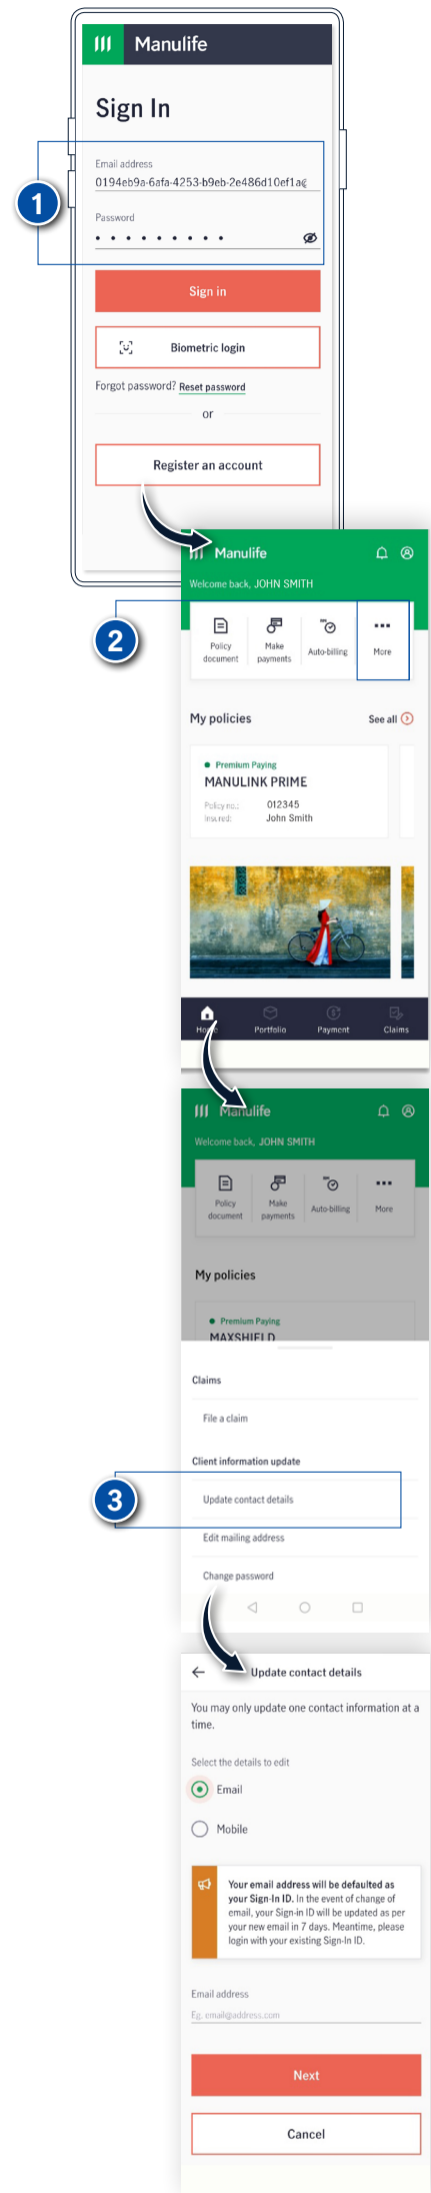 Manulife
Sign In
Email address
0194eb9a-6afa-4253-b9eb-2e486d10ef1a
Password
1
Sign in
Biometric login
Forgot password? Reset password
or
Register an account
Manulife
Welcome back, JOHN SMITH
2
Policy document
Make payments
Auto-billing
More
My policies
See all
Premium Paying
MANULINK PRIME
Policy no.: 012345
Insured: John Smith
Home
Portfolio
Payment
Claims
Manulife
Welcome back, JOHN SMITH
Policy document
Make payments
Auto-billing
More
My policies
Premium Paying
MAXSHIELD
Claims
File a claim
Client information update
3
Update contact details
Edit mailing address
Change password
Update contact details
You may only update one contact information at a
time.
Select the details to edit
Email
Mobile
Your email address will be defaulted as
your Sign-In ID. In the event of change of
email, your Sign-in ID will be updated as per
your new email in 7 days. Meantime, please
login with your existing Sign-In ID.
Email address
Eg. email@address.com
Next
Cancel